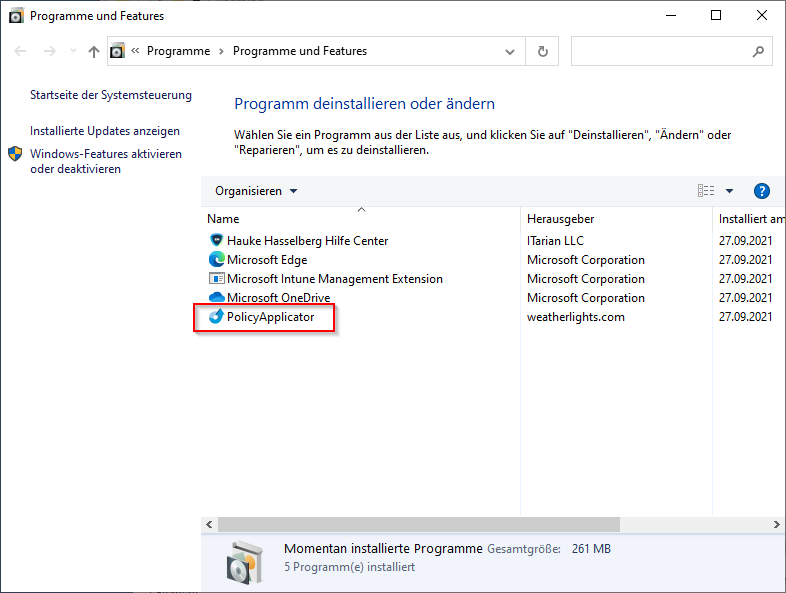 Programme und Features
« Programme › Programme und Features
Startseite der Systemsteuerung
Installierte Updates anzeigen
Windows-Features aktivieren
oder deaktivieren
Programm deinstallieren oder ändern
Wählen Sie ein Programm aus der Liste aus, und klicken Sie auf "Deinstallieren", "Ändern" oder
"Reparieren", um es zu deinstallieren.
Organisieren
?
Name Herausgeber Installiert am
Hauke Hasselberg Hilfe Center ITarian LLC 27.09.2021
Microsoft Edge Microsoft Corporation 27.09.2021
Microsoft Intune Management Extension Microsoft Corporation 27.09.2021
Microsoft OneDrive Microsoft Corporation 27.09.2021
PolicyApplicator weatherlights.com 27.09.2021
Momentan installierte Programme Gesamtgröße: 261 MB
5 Programm(e) installiert